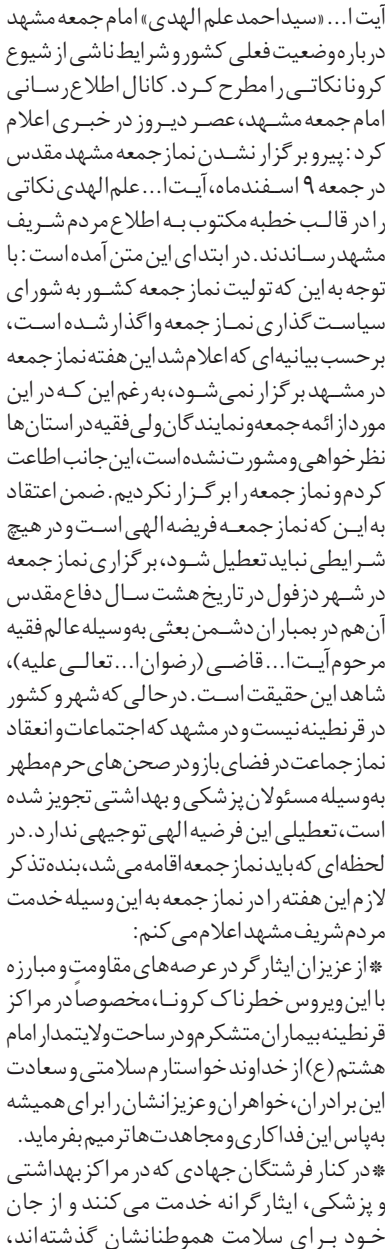 آیت ا... «سیداحمد علم الهدی» امام جمعه مشهد
درباره وضعیت فعلی کشور و شرایط ناشی از شیوع
کرونا نکاتی را مطرح کرد. کانال اطلاع رسانی
امام جمعه مشهد، عصر دیروز در خبری اعلام
کرد: پیرو برگزار نشدن نماز جمعه مشهد مقدس
در جمعه ۹ اسفندماه، آیت ا... علم الهدی نکاتی
را در قالب خطبه مکتوب به اطلاع مردم شریف
مشهد رساندند. در ابتدای این متن آمده است: با
توجه به این که تولیت نماز جمعه کشور به شورای
سیاست گذاری نماز جمعه واگذار شده است،
بر حسب بیانیه‌ای که اعلام شد این هفته نماز جمعه
در مشهد برگزار نمی‌شود، به رغم این که در این
مورد از ائمه جمعه و نمایندگان ولی فقیه در استان‌ها
نظرخواهی و مشورت نشده است، این جانب اطاعت
کردم و نماز جمعه را برگزار نکردیم. ضمن اعتقاد
به این که نماز جمعه فریضه الهی است و در هیچ
شرایطی نباید تعطیل شود، برگزاری نماز جمعه
در شهر دزفول در تاریخ هشت سال دفاع مقدس
آن هم در بمباران دشمن بعثی به‌وسیله عالم فقیه
مرحوم آیت ا... قاضی (رضوان ا... تعالی علیه)،
شاهد این حقیقت است. در حالی که شهر و کشور
در قرنطینه نیست و در مشهد که اجتماعات و انعقاد
نماز جماعت در فضای باز و در صحن‌های حرم مطهر
به‌وسیله مسئولان پزشکی و بهداشتی تجویز شده
است، تعطیلی این فرضیه الهی توجیهی ندارد. در
لحظه‌ای که باید نماز جمعه اقامه می‌شد، بنده تذکر
لازم این هفته را در نماز جمعه به این وسیله خدمت
مردم شریف مشهد اعلام می کنم:
*از عزیزان ایثارگر در عرصه‌های مقاومت و مبارزه
با این ویروس خطرناک کرونا، مخصوصاً در مراکز
قرنطینه بیماران متشکرم و در ساحت ولایتمدار امام
هشتم (ع) از خداوند خواستارم سلامتی و سعادت
این برادران، خواهران و عزیزانشان را برای همیشه
به پاس این فداکاری و مجاهدت‌ها ترمیم بفرماید.
*در کنار فرشتگان جهادی که در مراکز بهداشتی
و پزشکی، ایثارگرانه خدمت می کنند و از جان
خود برای سلامت هموطنانشان گذشته‌اند،